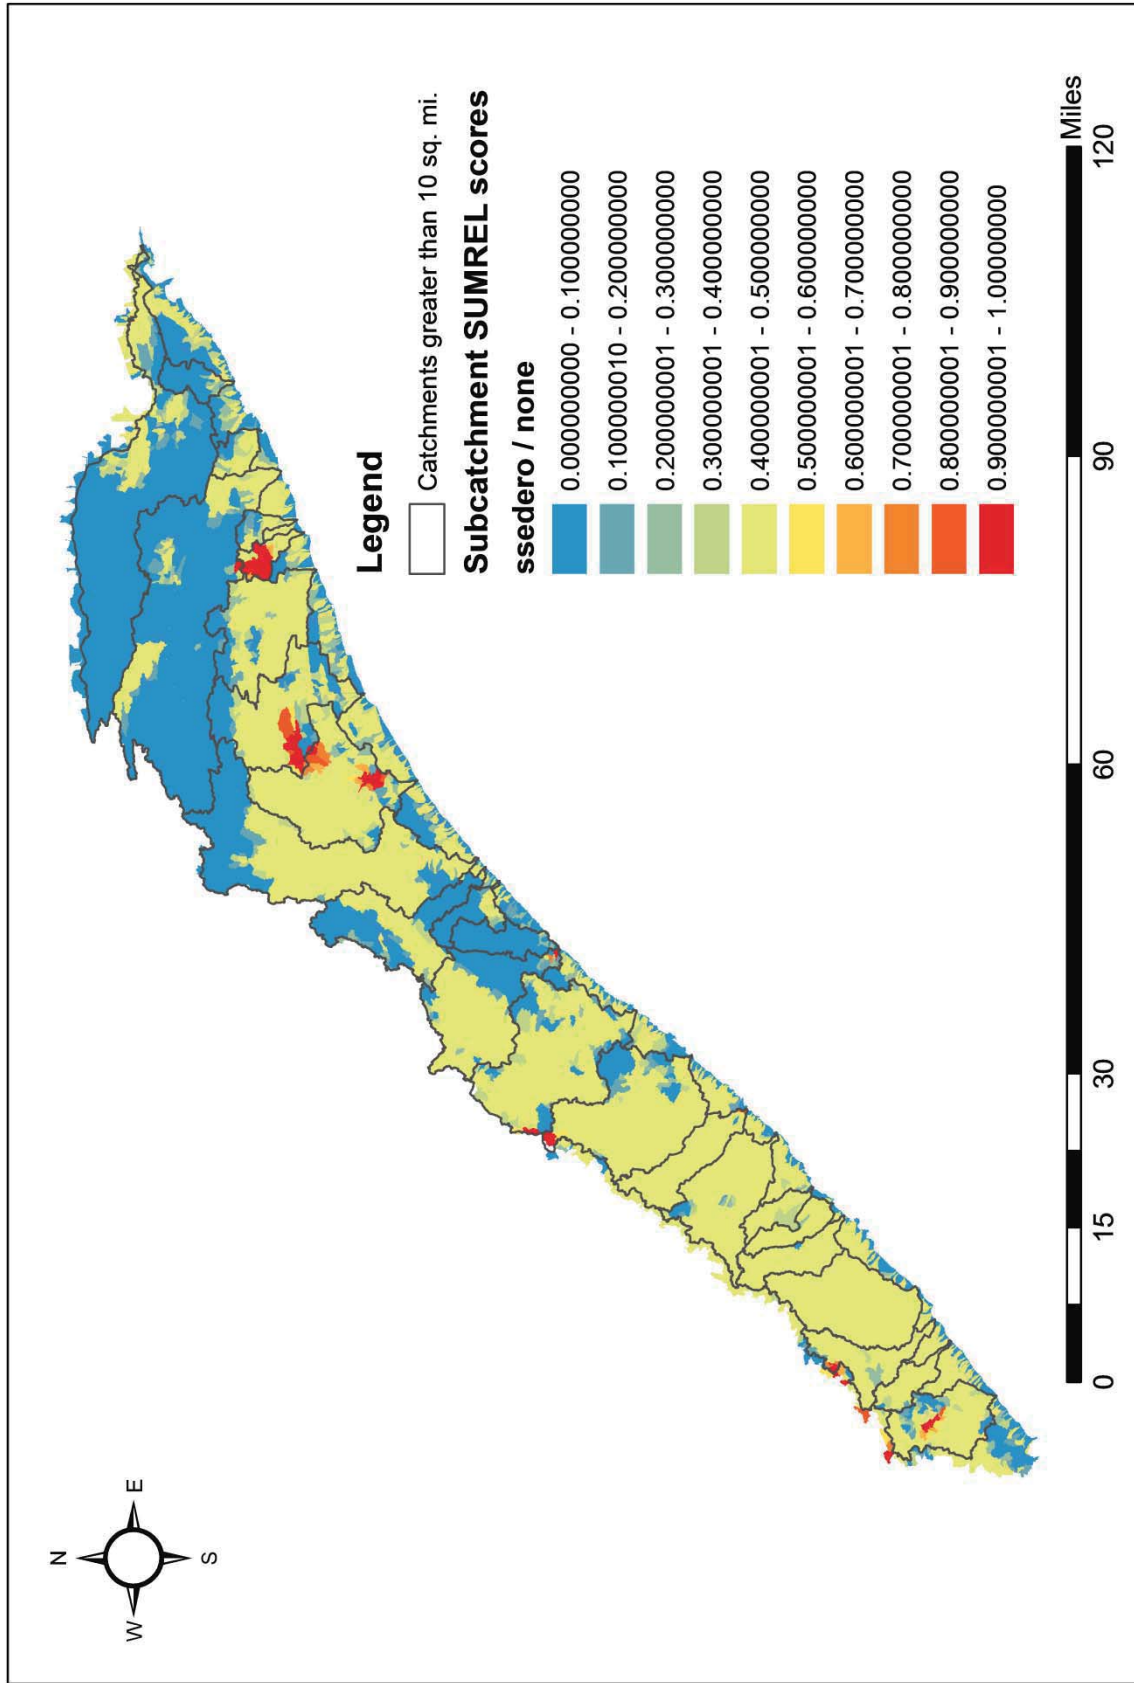 N
W
E
S
Legend
Catchments greater than 10 sq. mi.
Subcatchment SUMREL scores
ssedero / none
0.000000000 - 0.100000000
0.100000010 - 0.200000000
0.200000001 - 0.300000000
0.300000001 - 0.400000000
0.400000001 - 0.500000000
0.500000001 - 0.600000000
0.600000001 - 0.700000000
0.700000001 - 0.800000000
0.800000001 - 0.900000000
0.900000001 - 1.000000000
Miles
0 15 30 60 90 120